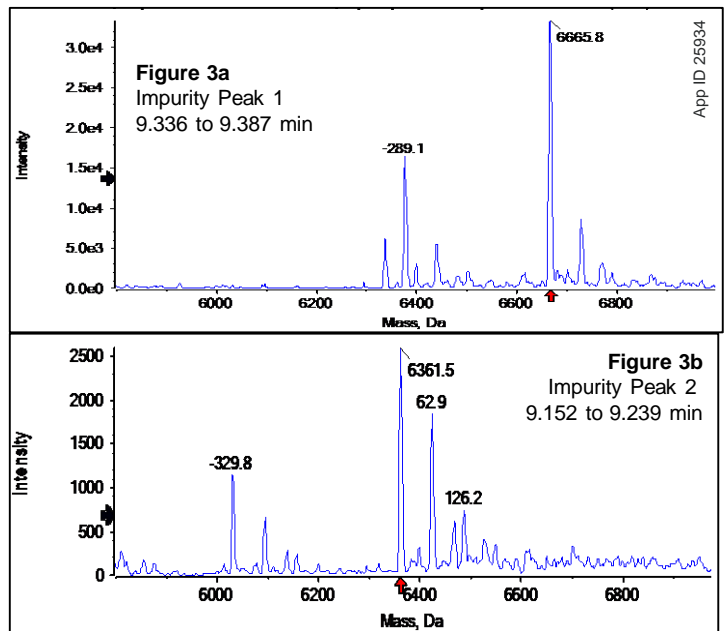 Figure 3a
Impurity Peak 1
9.336 to 9.387 min
App ID 25934
6665.8
-289.1
Intensity
3.0e4
2.5e4
2.0e4
1.5e4
1.0e4
5.0e3
0.0e0
6000 6200 6400 6600 6800
Mass, Da
Figure 3b
Impurity Peak 2
9.152 to 9.239 min
6361.5
62.9
-329.8
126.2
Intensity
2500
2000
1500
1000
500
0
6000 6200 6400 6600 6800
Mass, Da